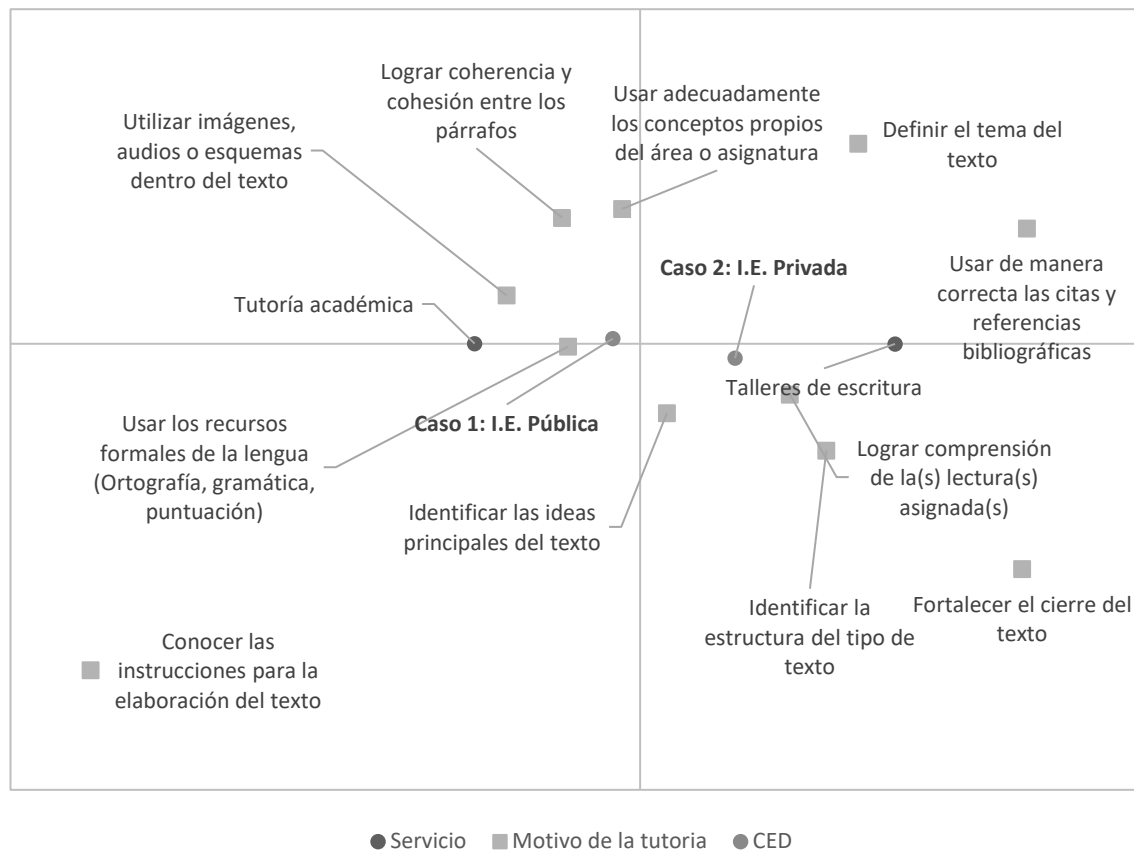 Lograr coherencia y
cohesión entre los
párrafos
Usar adecuadamente
los conceptos propios
del área o asignatura
Utilizar imágenes,
audios o esquemas
dentro del texto
Definir el tema del
texto
Caso 2: I.E. Privada
Usar de manera
correcta las citas y
referencias
bibliográficas
Tutoría académica
Talleres de escritura
Usar los recursos
formales de la lengua
(Ortografía, gramática,
puntuación)
Caso 1: I.E. Pública
Lograr comprensión
de la(s) lectura(s)
asignada(s)
Identificar las ideas
principales del texto
Identificar la
estructura del tipo de
texto
Fortalecer el cierre del
texto
Conocer las
instrucciones para la
elaboración del texto
Servicio Motivo de la tutoria CED